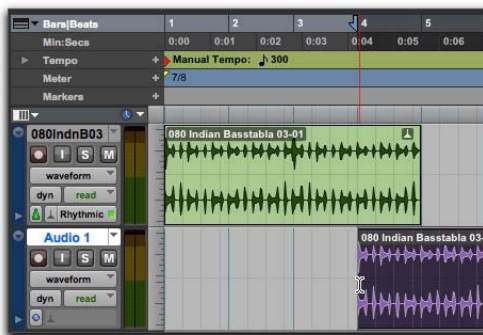 Bars|Beats 1 2 3 4 5
Min:Secs 0:00 0:01 0:02 0:03 0:04 0:05 0:06
Tempo + Manual Tempo: ♪ 300
Meter + 7/8
Markers +
080IndnB03
080 Indian Basstabla 03-01
I S M
waveform
dyn read
Rhythmic
Audio 1
080 Indian Basstabla 03-
I S M
waveform
dyn read